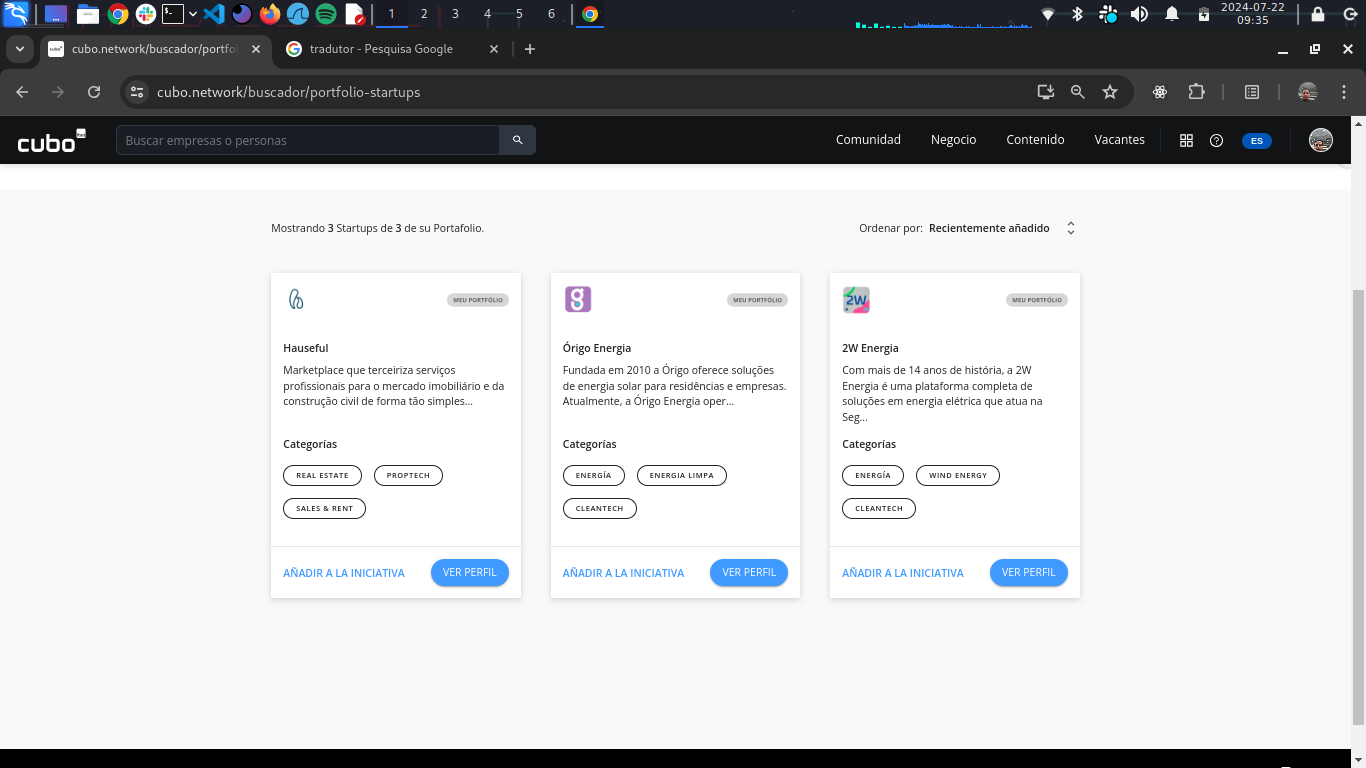 1 2 3 4 5 6
2024-07-22
09:35
cubo.network/buscador/portfol
tradutor - Pesquisa Google
cubo.network/buscador/portfolio-startups
cubo
Buscar empresas o personas
Comunidad
Negocio
Contenido
Vacantes
ES
Mostrando 3 Startups de 3 de su Portafolio.
Ordenar por: Recientemente añadido
MEU PORTFÓLIO
Hauseful
Marketplace que terceiriza serviços
profissionais para o mercado imobiliário e da
construção civil de forma tão simples...
Categorías
REAL ESTATE
PROPTECH
SALES & RENT
AÑADIR A LA INICIATIVA
VER PERFIL
MEU PORTFÓLIO
Órigo Energia
Fundada em 2010 a Órigo oferece soluções
de energia solar para residências e empresas.
Atualmente, a Órigo Energia oper...
Categorías
ENERGÍA
ENERGIA LIMPA
CLEANTECH
AÑADIR A LA INICIATIVA
VER PERFIL
2W
MEU PORTFÓLIO
2W Energia
Com mais de 14 anos de história, a 2W
Energia é uma plataforma completa de
soluções em energia elétrica que atua na
Seg...
Categorías
ENERGÍA
WIND ENERGY
CLEANTECH
AÑADIR A LA INICIATIVA
VER PERFIL